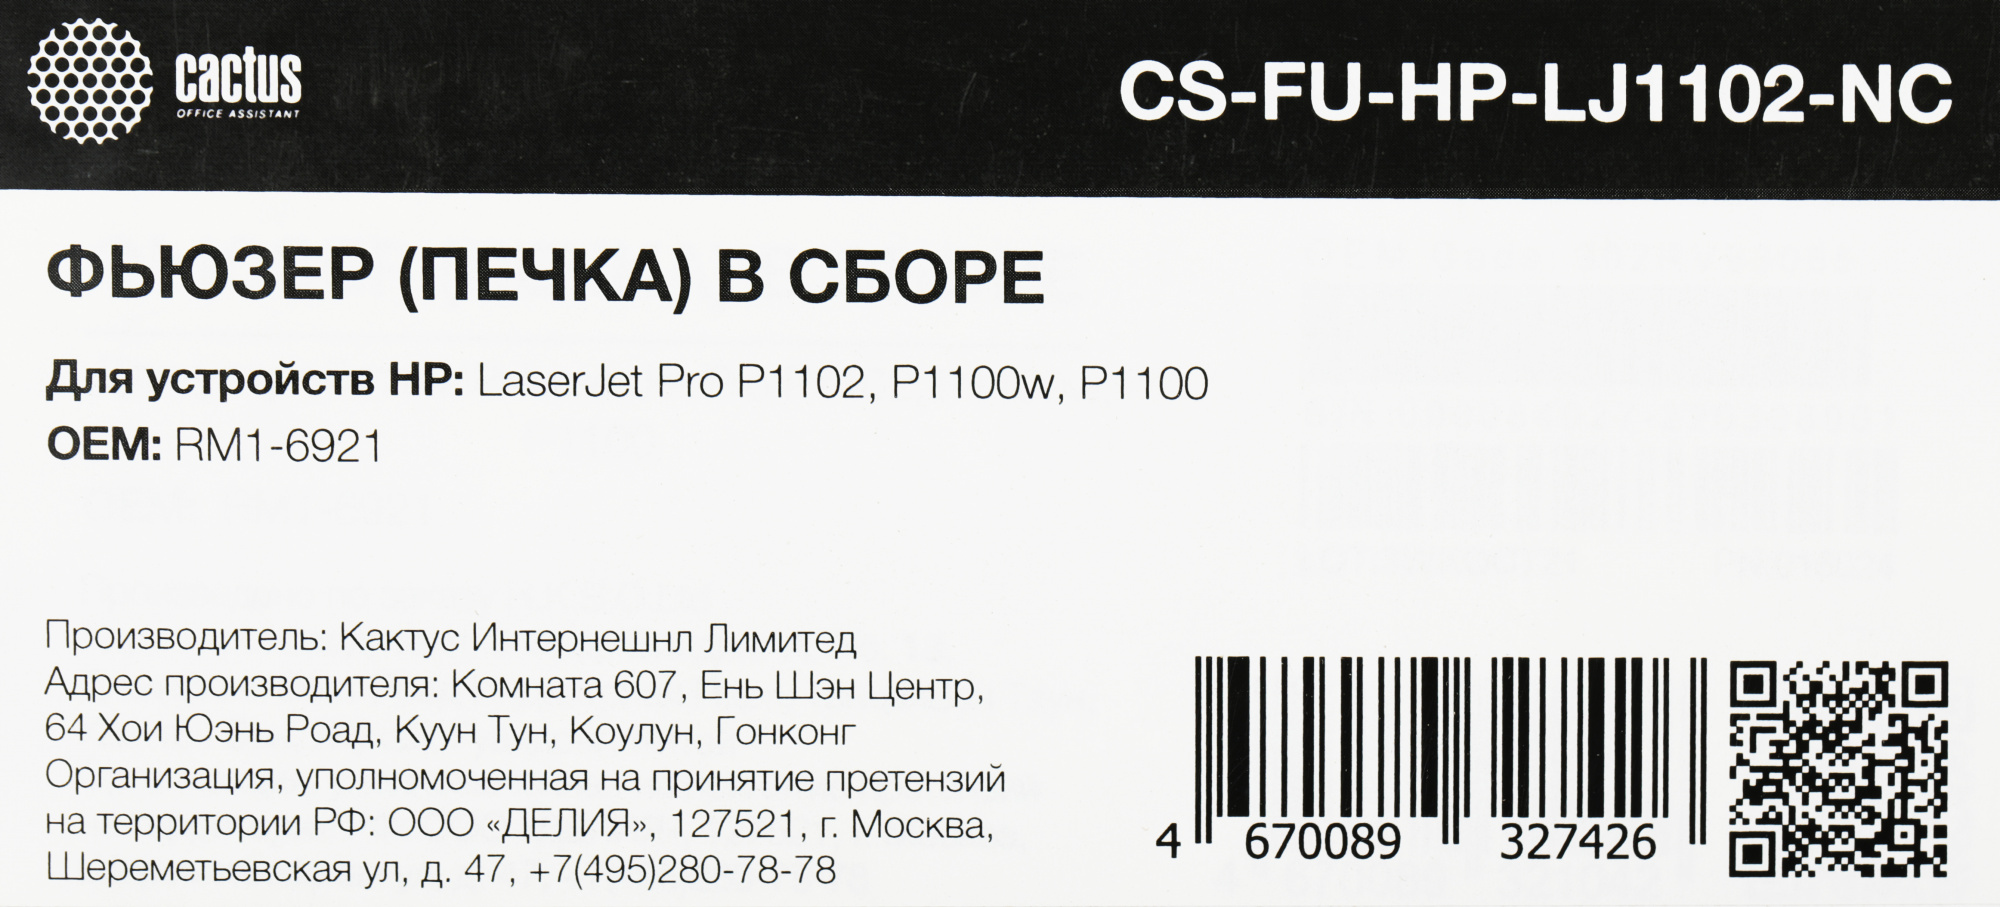 cactus
OFFICE ASSISTANT
CS-FU-HP-LJ1102-NC
ФЬЮЗЕР (ПЕЧКА) В СБОРЕ
Для устройств HP: LaserJet Pro P1102, P1100w, P1100
OEM: RM1-6921
Производитель: Кактус Интернешнл Лимитед
Адрес производителя: Комната 607, Ень Шэн Центр,
64 Хои Юэнь Роад, Куун Тун, Коулун, Гонконг
Организация, уполномоченная на принятие претензий
на территории РФ: ООО «ДЕЛИЯ», 127521, г. Москва,
Шереметьевская ул, д. 47, +7(495)280-78-78
4 670089 327426